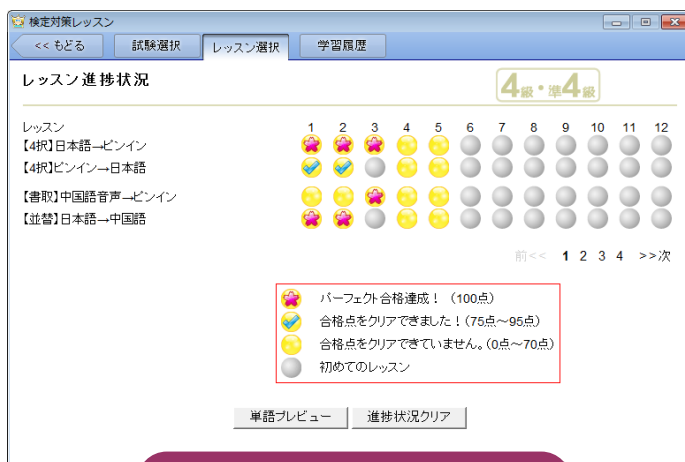 検定対策レッスン
<< もどる 試験選択 レッスン選択 学習履歴
レッスン進捗状況
4級・準4級
レッスン 1 2 3 4 5 6 7 8 9 10 11 12
【4択】日本語→ピンイン
【4択】ピンイン→日本語
【書取】中国語音声→ピンイン
【並替】日本語→中国語
前<< 1 2 3 4 >>次
パーフェクト合格達成！（100点）
合格点をクリアできました！(75点～95点)
合格点をクリアできていません。(0点～70点)
初めてのレッスン
単語プレビュー 進捗状況クリア